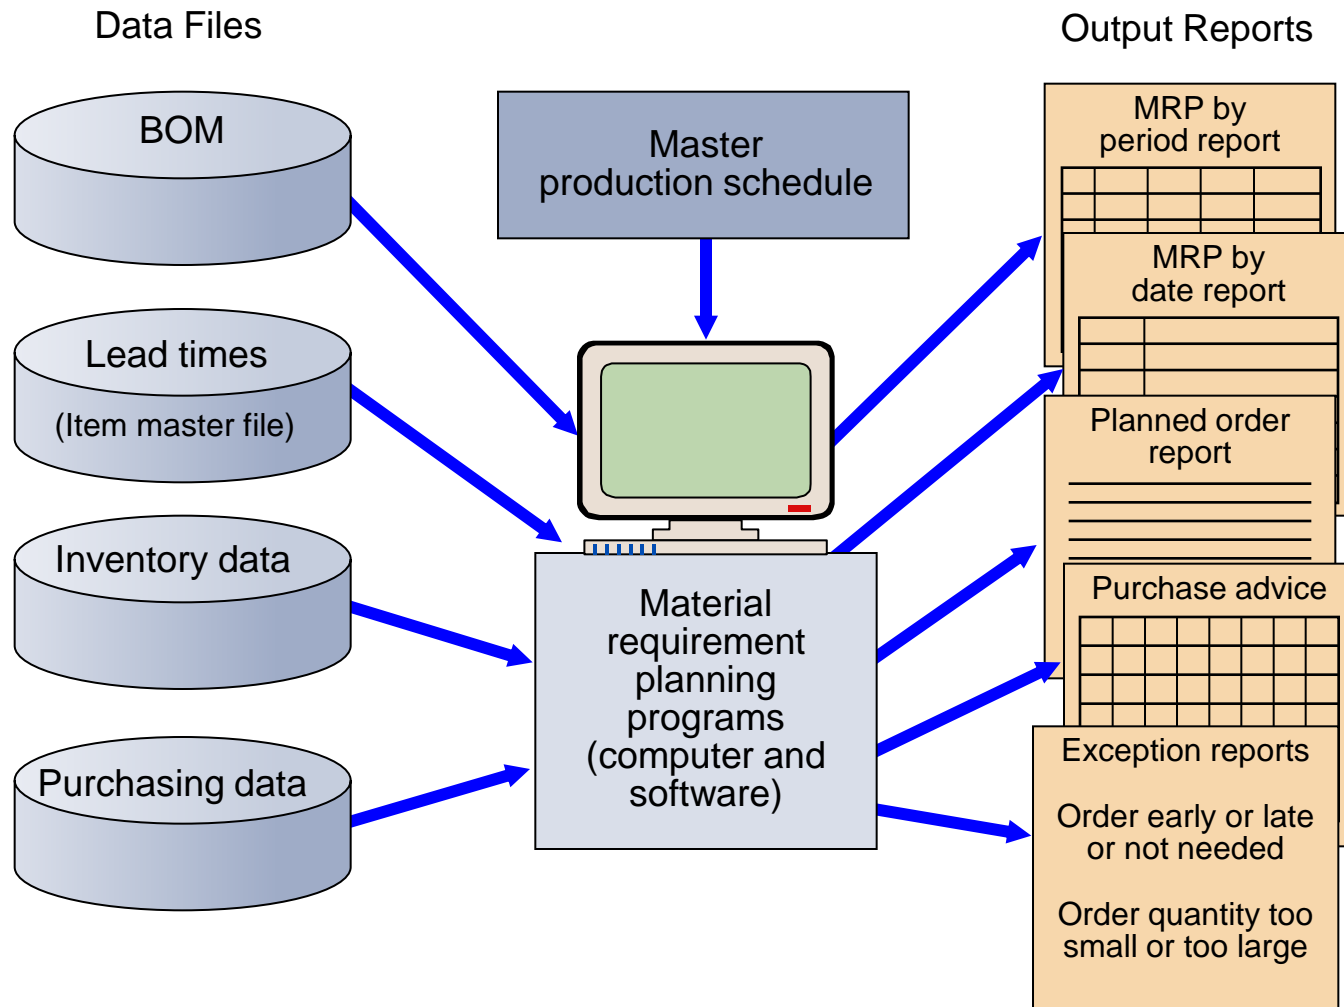 Data Files
Output Reports
BOM
Master
production schedule
MRP by
period report
MRP by
date report
Lead times
(Item master file)
Planned order
report
Inventory data
Material
requirement
planning
programs
(computer and
software)
Purchase advice
Purchasing data
Exception reports
Order early or late
or not needed
Order quantity too
small or too large